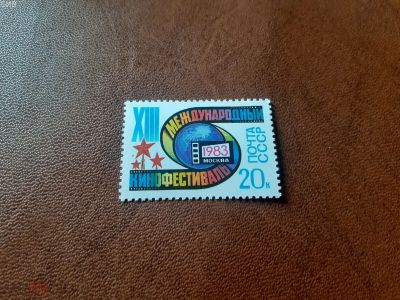 XIII
МЕЖДУНАРОДНЫЙ
1983
МОСКВА
КИНОФЕСТИВАЛЬ
ПОЧТА
СССР
20к